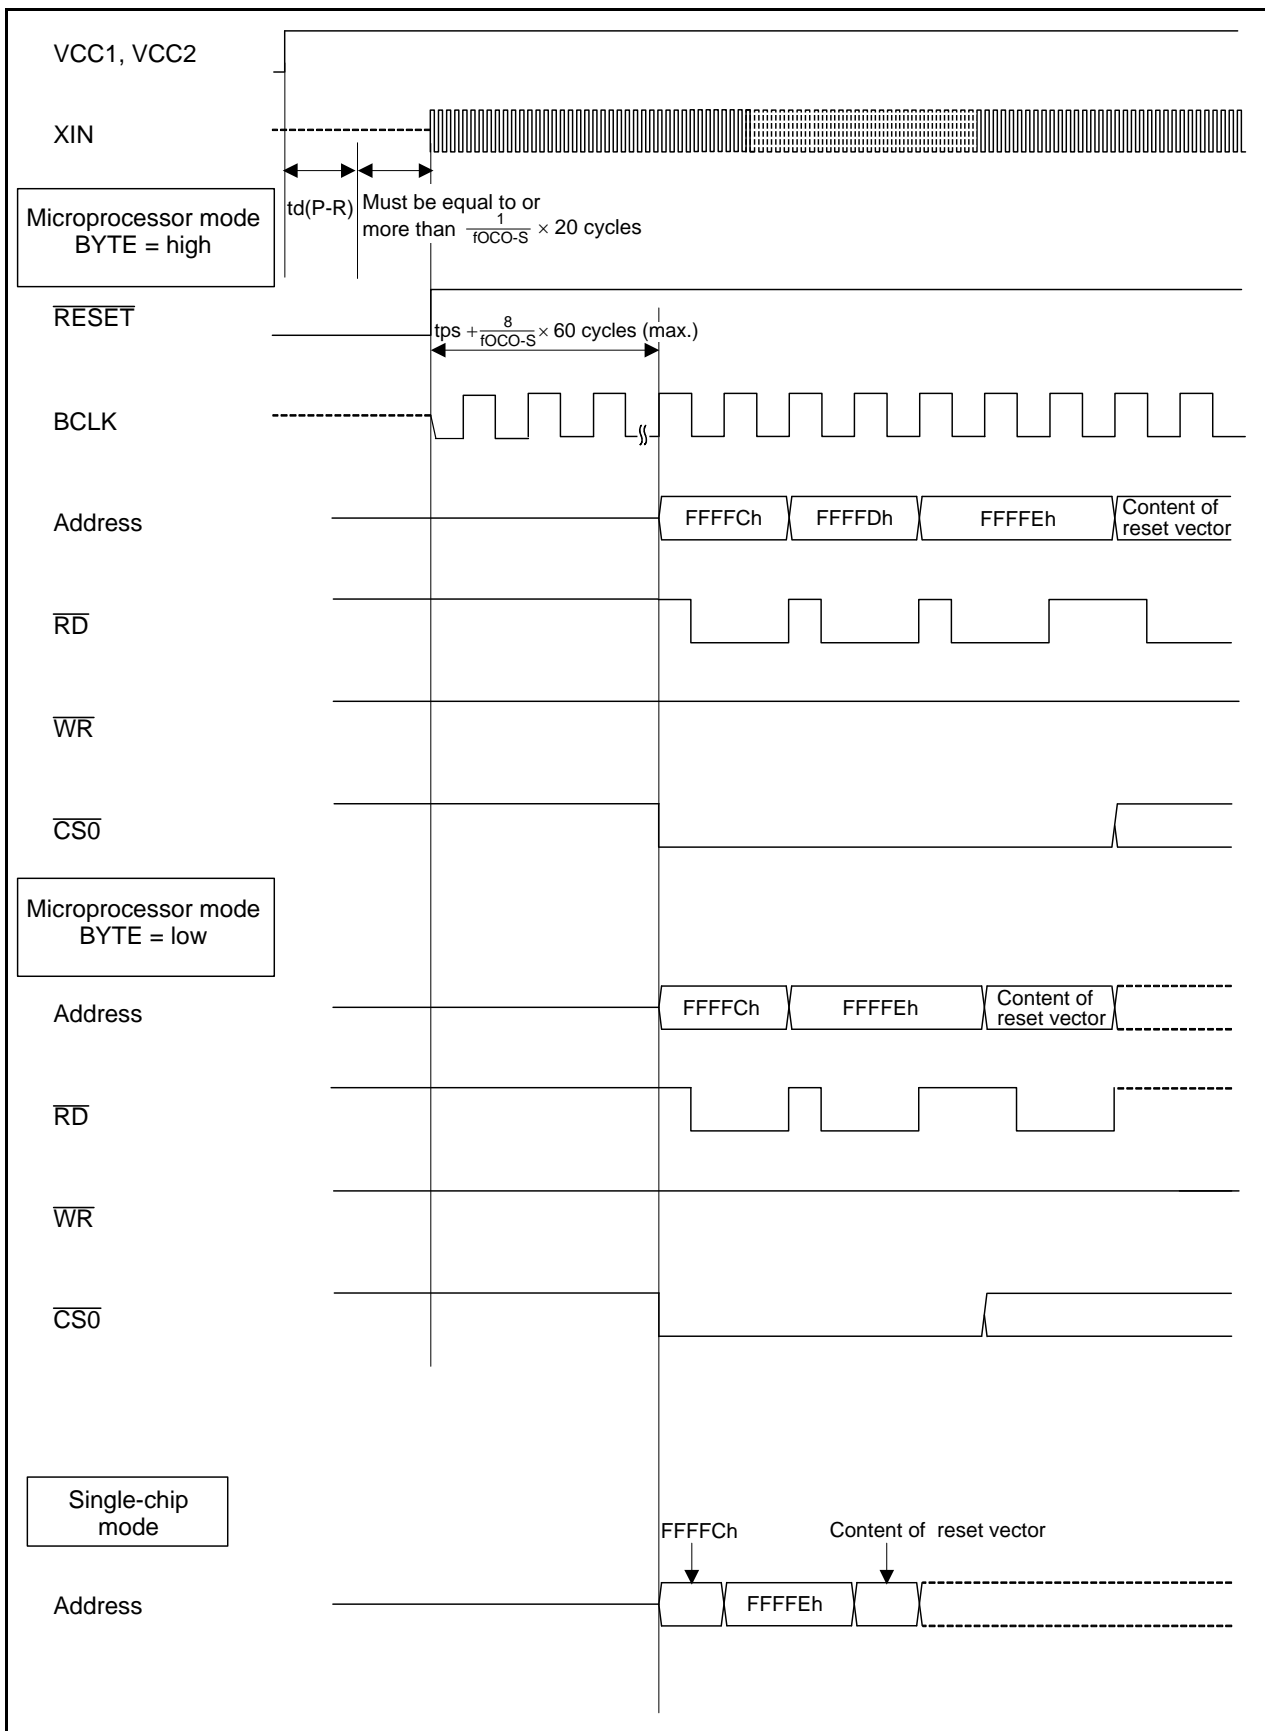 VCC1, VCC2
XIN
td(P-R)
Must be equal to or
more than 1/fOCO-S × 20 cycles
Microprocessor mode
BYTE = high
RESET
tps + 8/fOCO-S × 60 cycles (max.)
BCLK
Address
FFFFCh
FFFFDh
FFFFEh
Content of
reset vector
RD
WR
CS0
Microprocessor mode
BYTE = low
Address
FFFFCh
FFFFEh
Content of
reset vector
RD
WR
CS0
Single-chip
mode
FFFFCh
Content of reset vector
Address
FFFFEh